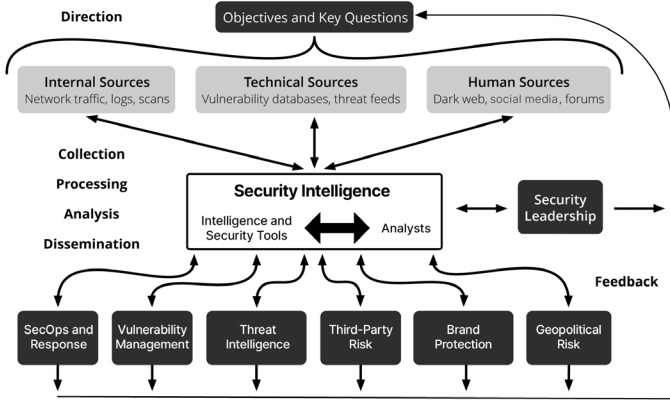 Direction
Objectives and Key Questions
Internal Sources
Network traffic, logs, scans
Technical Sources
Vulnerability databases, threat feeds
Human Sources
Dark web, social media, forums
Collection
Processing
Analysis
Dissemination
Security Intelligence
Intelligence and
Security Tools
Analysts
Security
Leadership
Feedback
SecOps and
Response
Vulnerability
Management
Threat
Intelligence
Third-Party
Risk
Brand
Protection
Geopolitical
Risk